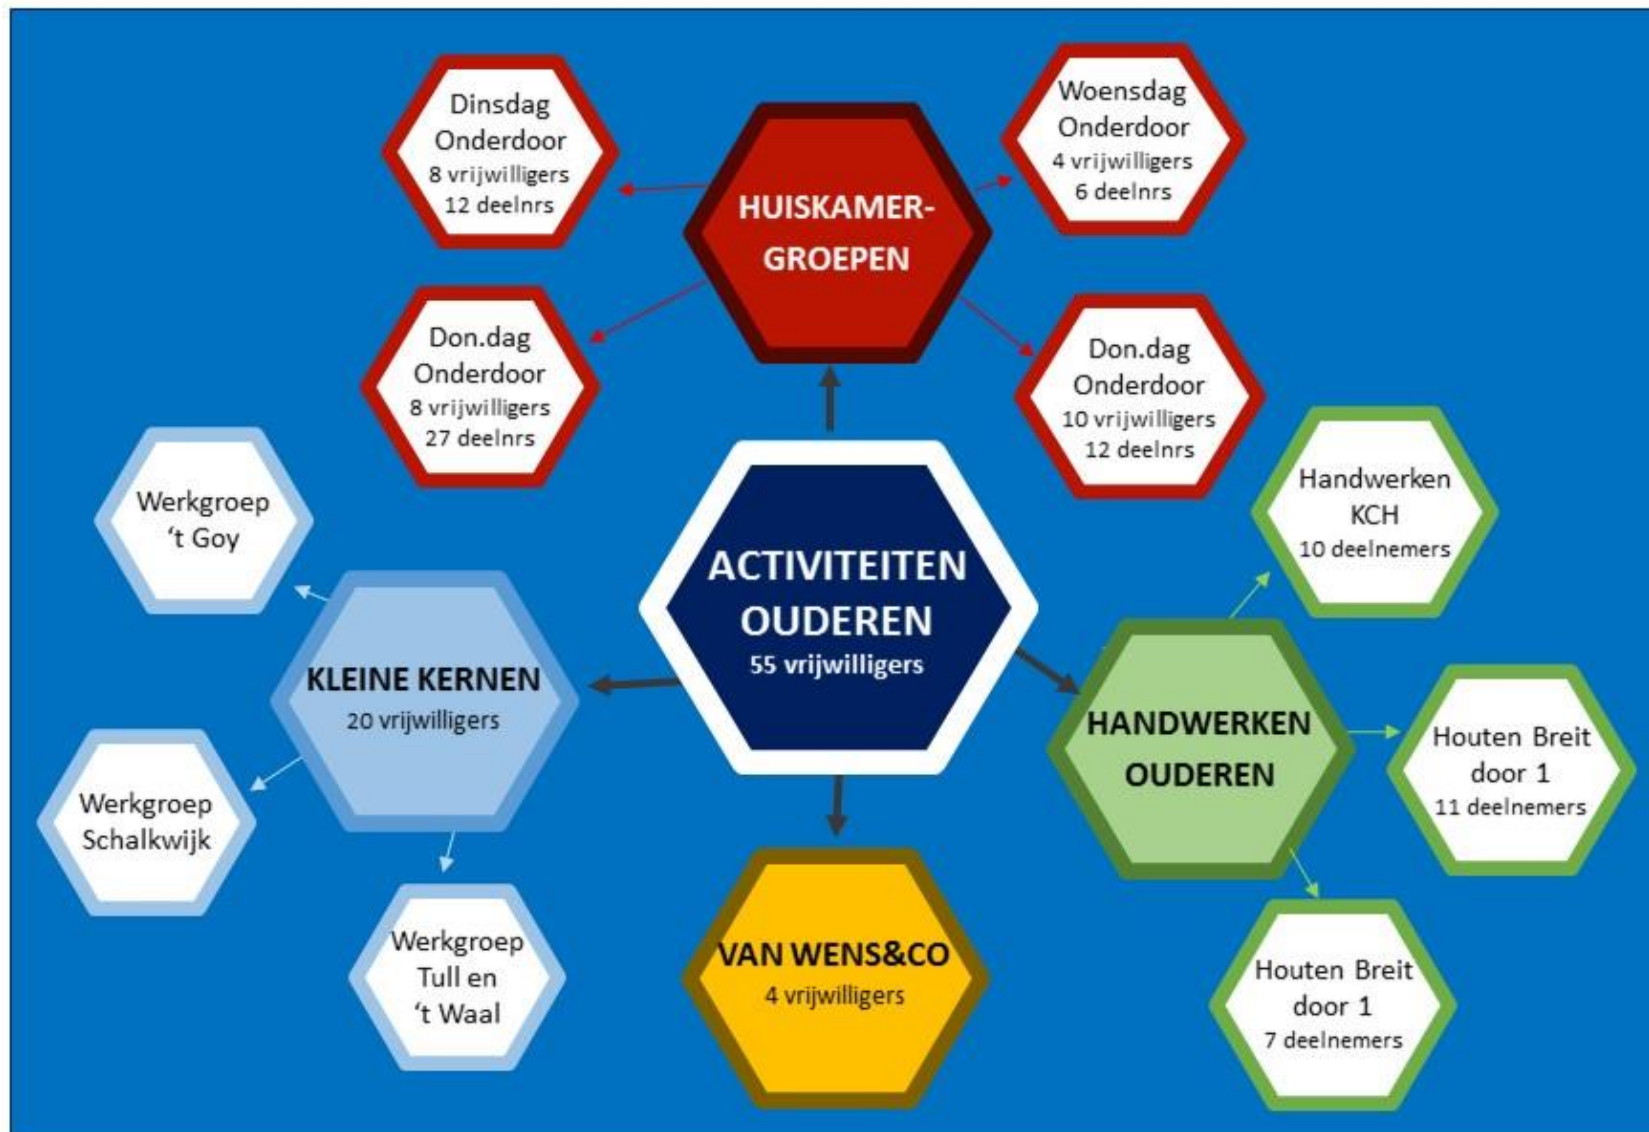 Dinsdag
Onderdoor
8 vrijwilligers
12 deelnrs
Woensdag
Onderdoor
4 vrijwilligers
6 deelnrs
HUISKAMER-
GROEPEN
Don.dag
Onderdoor
8 vrijwilligers
27 deelnrs
Don.dag
Onderdoor
10 vrijwilligers
12 deelnrs
Werkgroep
‘t Goy
Handwerken
KCH
10 deelnemers
ACTIVITEITEN
OUDEREN
55 vrijwilligers
KLEINE KERNEN
20 vrijwilligers
HANDWERKEN
OUDEREN
Houten Breit
door 1
11 deelnemers
Werkgroep
Schalkwijk
Werkgroep
Tull en
‘t Waal
VAN WENS&CO
4 vrijwilligers
Houten Breit
door 1
7 deelnemers